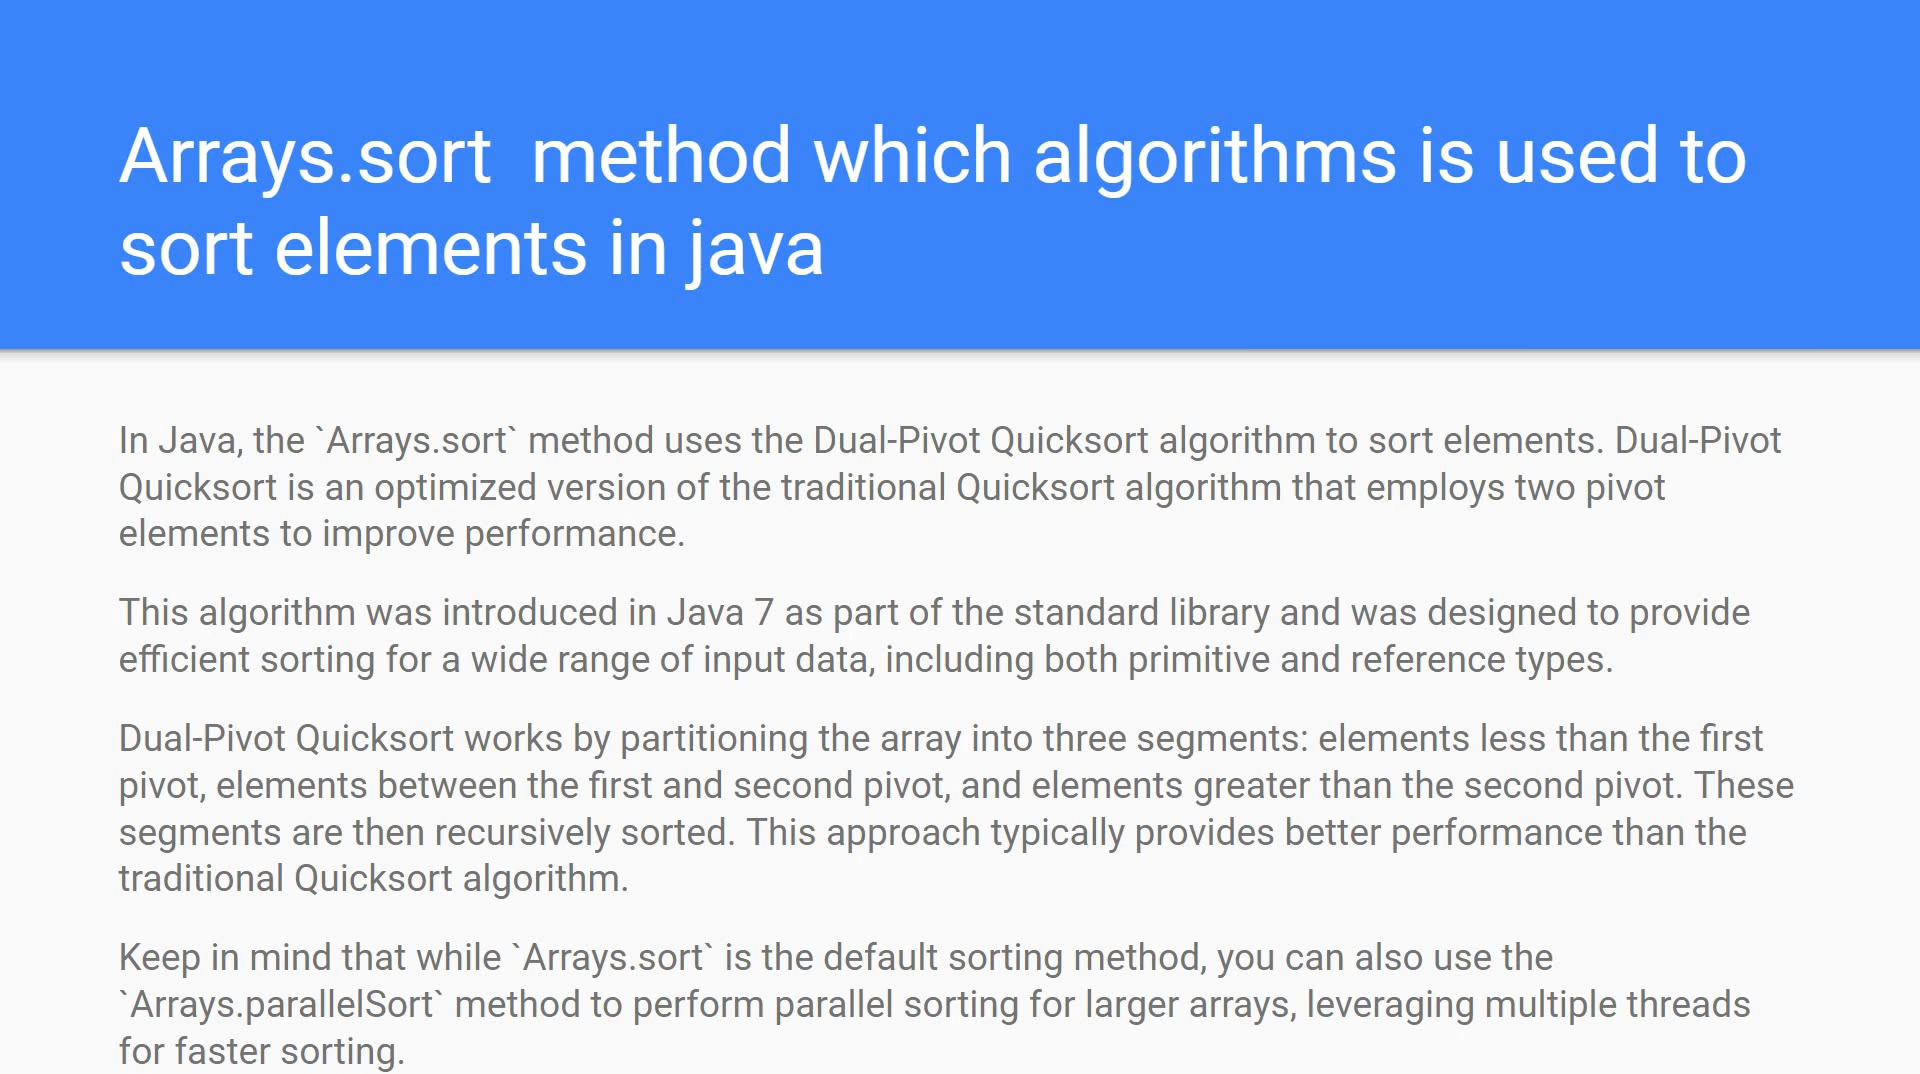 Arrays.sort  method which algorithms is used to
sort elements in java
In Java, the `Arrays.sort` method uses the Dual-Pivot Quicksort algorithm to sort elements. Dual-Pivot
Quicksort is an optimized version of the traditional Quicksort algorithm that employs two pivot
elements to improve performance.
This algorithm was introduced in Java 7 as part of the standard library and was designed to provide
efficient sorting for a wide range of input data, including both primitive and reference types.
Dual-Pivot Quicksort works by partitioning the array into three segments: elements less than the first
pivot, elements between the first and second pivot, and elements greater than the second pivot. These
segments are then recursively sorted. This approach typically provides better performance than the
traditional Quicksort algorithm.
Keep in mind that while `Arrays.sort` is the default sorting method, you can also use the
`Arrays.parallelSort` method to perform parallel sorting for larger arrays, leveraging multiple threads
for faster sorting.